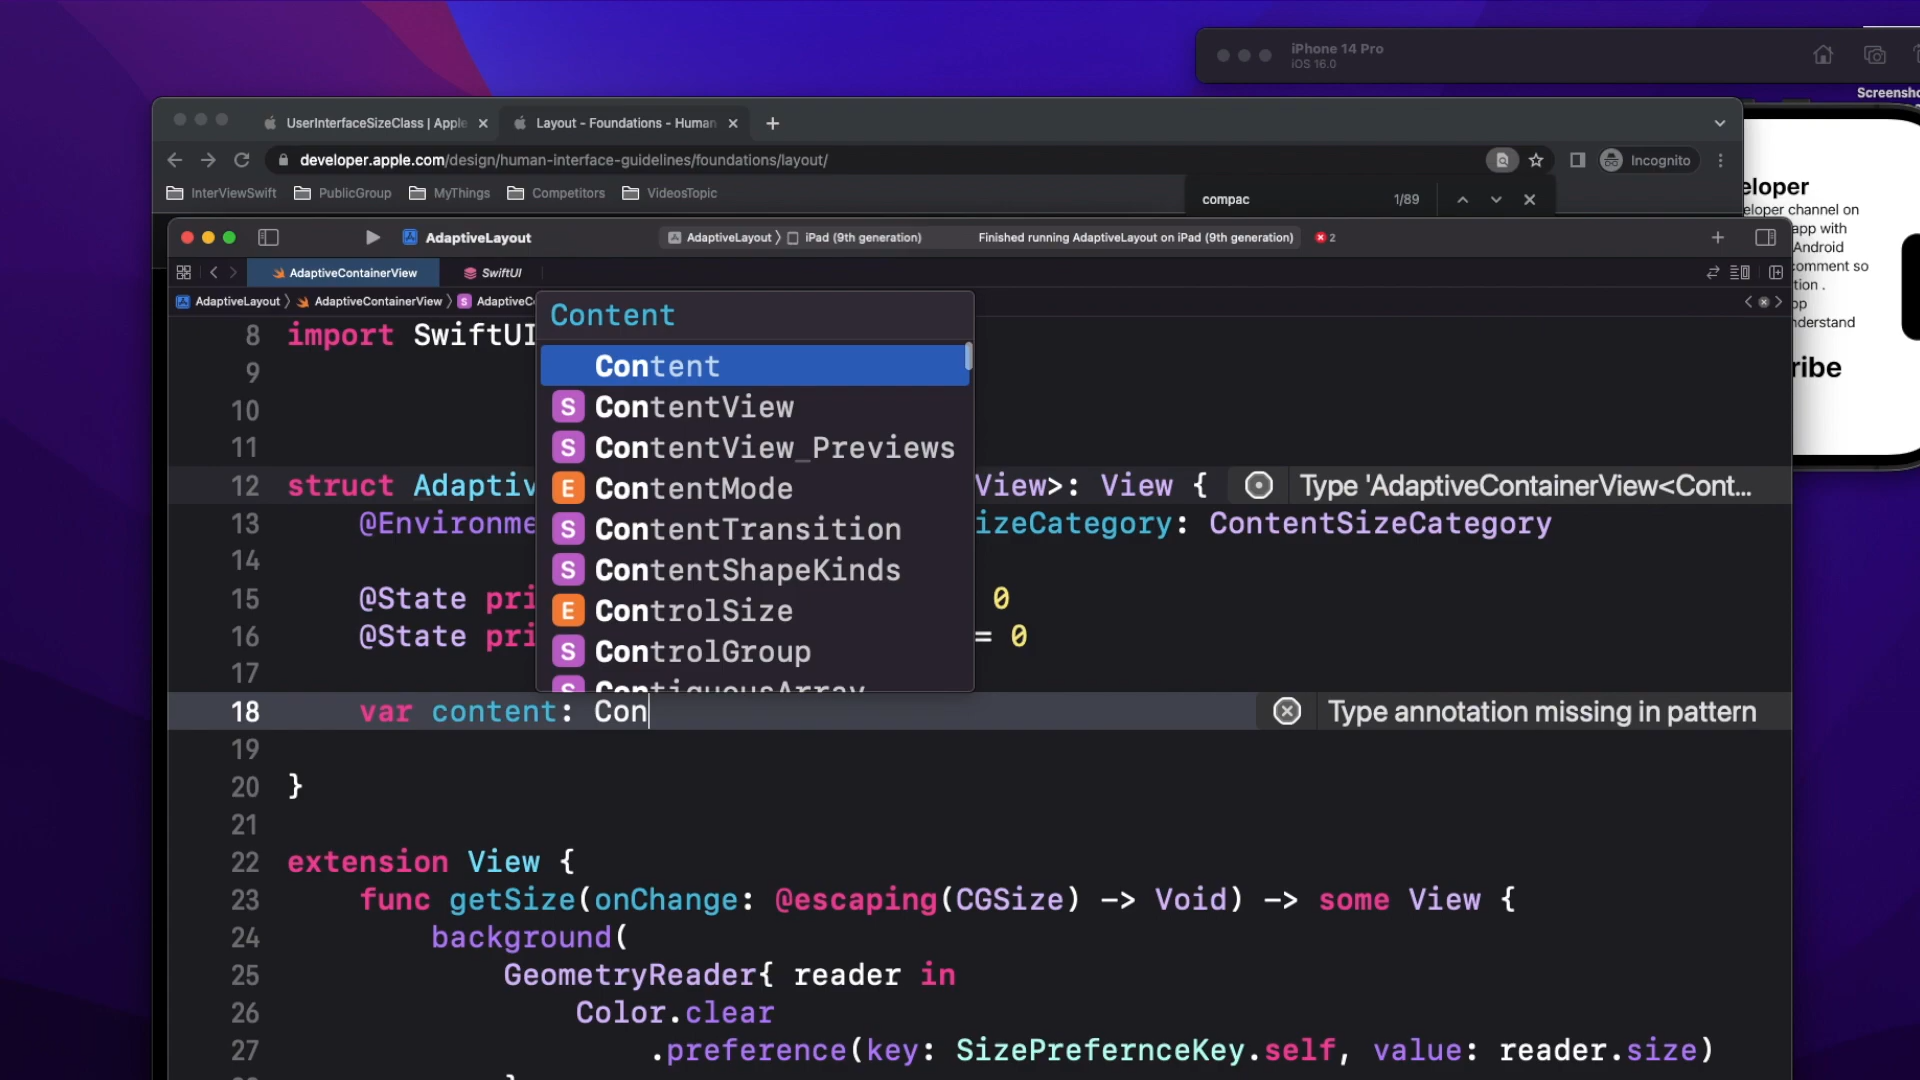 iPhone 14 Pro
iOS 16.0
Screensho
UserInterfaceSizeClass | Apple
Layout - Foundations - Human
developer.apple.com/design/human-interface-guidelines/foundations/layout/
Incognito
InterViewSwift PublicGroup MyThings Competitors VideosTopic
compac 1/89
eloper
eloper channel on
app with
Android
comment so
tion .
op
nderstand
ribe
AdaptiveLayout
AdaptiveLayout iPad (9th generation) Finished running AdaptiveLayout on iPad (9th generation) 2
AdaptiveContainerView SwiftUI
AdaptiveLayout AdaptiveContainerView S AdaptiveC
Content
Content
S ContentView
S ContentView_Previews
E ContentMode
S ContentTransition
S ContentShapeKinds
E ControlSize
S ControlGroup
S ContiguousArray
8 import SwiftUI
9
10
11
12 struct Adaptiv View>: View { Type 'AdaptiveContainerView<Cont...
13 @Environme izeCategory: ContentSizeCategory
14
15 @State pri 0
16 @State pri = 0
17
18 var content: Con Type annotation missing in pattern
19
20 }
21
22 extension View {
23 func getSize(onChange: @escaping(CGSize) -> Void) -> some View {
24 background(
25 GeometryReader{ reader in
26 Color.clear
27 .preference(key: SizePrefernceKey.self, value: reader.size)